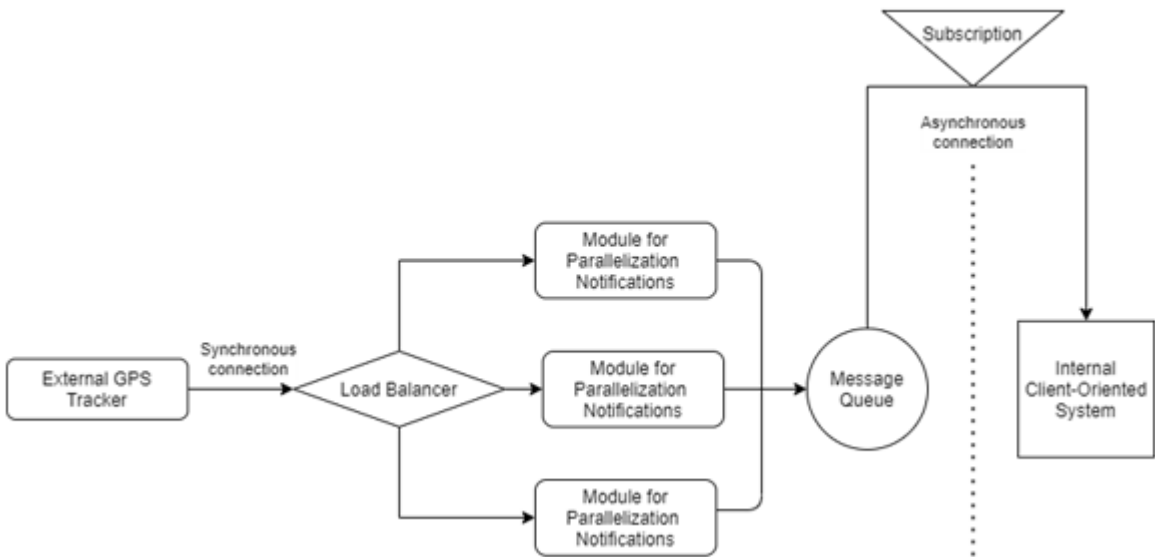 Subscription
Asynchronous
connection
Module for
Parallelization
Notifications
Synchronous
connection
External GPS
Tracker
Load Balancer
Module for
Parallelization
Notifications
Message
Queue
Internal
Client-Oriented
System
Module for
Parallelization
Notifications